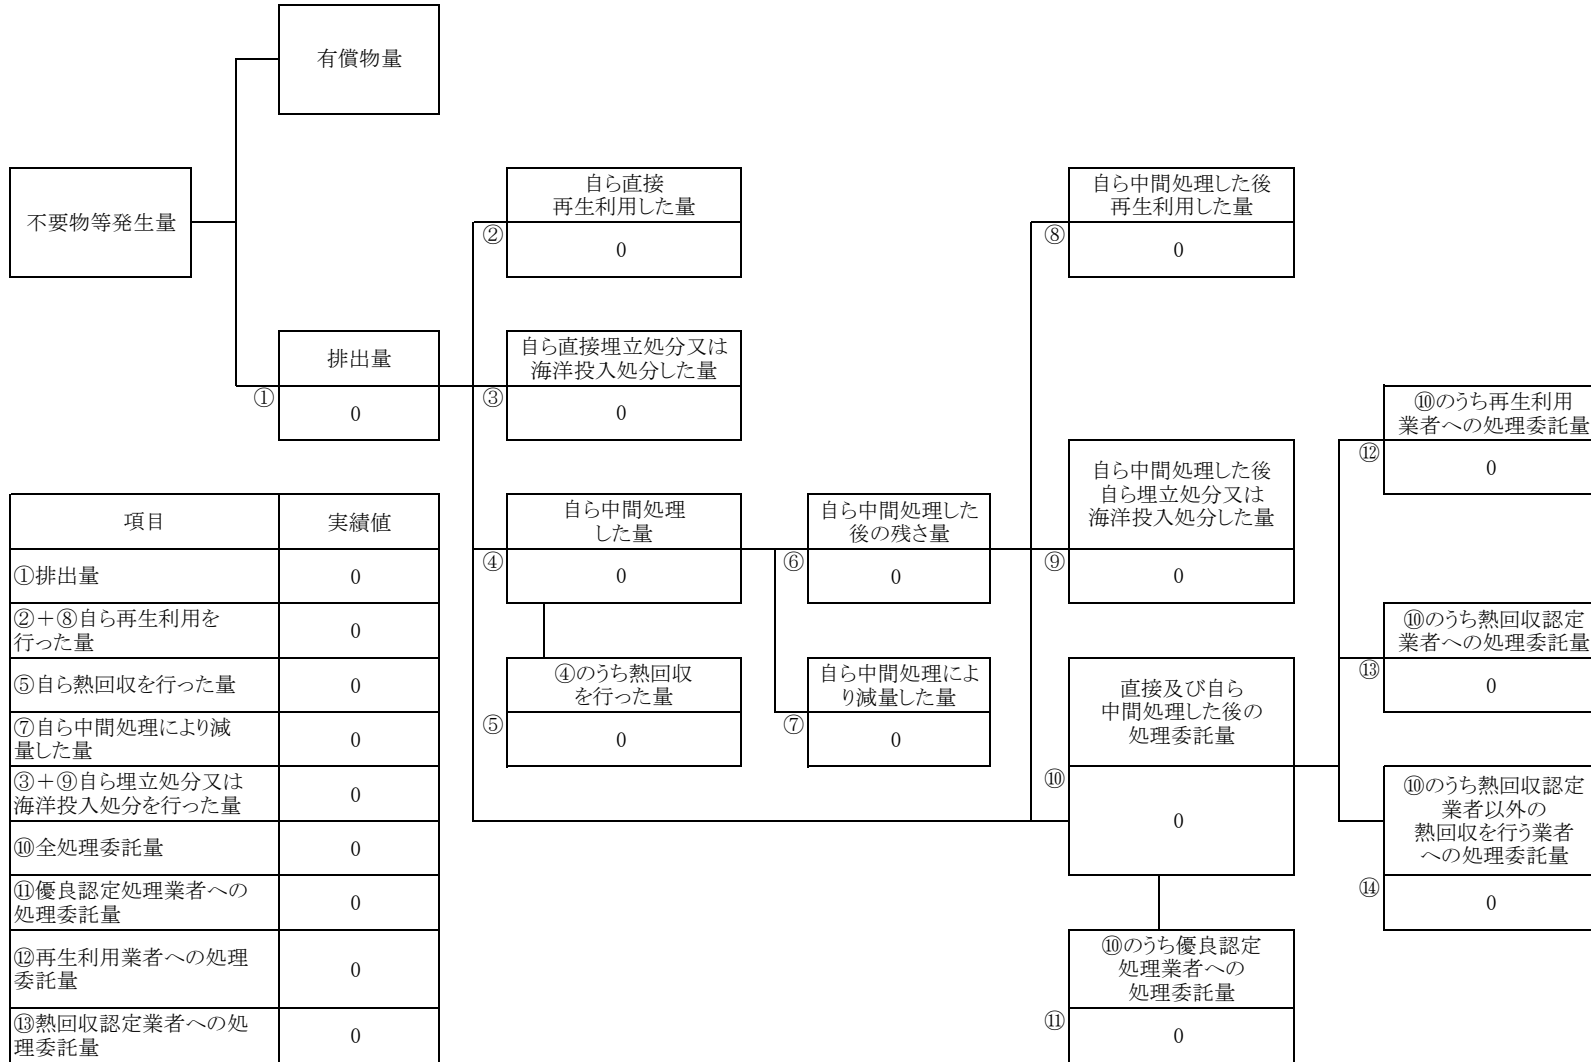 有償物量
不要物等発生量
自ら直接
再生利用した量
②
0
自ら中間処理した後
再生利用した量
⑧
0
排出量
①
0
自ら直接埋立処分又は
海洋投入処分した量
③
0
⑩のうち再生利用
業者への処理委託量
⑫
0
自ら中間処理
した量
④
0
自ら中間処理した
後の残さ量
⑥
0
自ら中間処理した後
自ら埋立処分又は
海洋投入処分した量
⑨
0
④のうち熱回収
を行った量
⑤
0
自ら中間処理によ
り減量した量
⑦
0
直接及び自ら
中間処理した後の
処理委託量
⑩
0
⑩のうち熱回収認定
業者への処理委託量
⑬
0
⑩のうち熱回収認定
業者以外の
熱回収を行う業者
への処理委託量
⑭
0
⑩のうち優良認定
処理業者への
処理委託量
⑪
0
項目 実績値
①排出量 0
②＋⑧自ら再生利用を
行った量 0
⑤自ら熱回収を行った量 0
⑦自ら中間処理により減
量した量 0
③＋⑨自ら埋立処分又は
海洋投入処分を行った量 0
⑩全処理委託量 0
⑪優良認定処理業者への
処理委託量 0
⑫再生利用業者への処理
委託量 0
⑬熱回収認定業者への処
理委託量 0